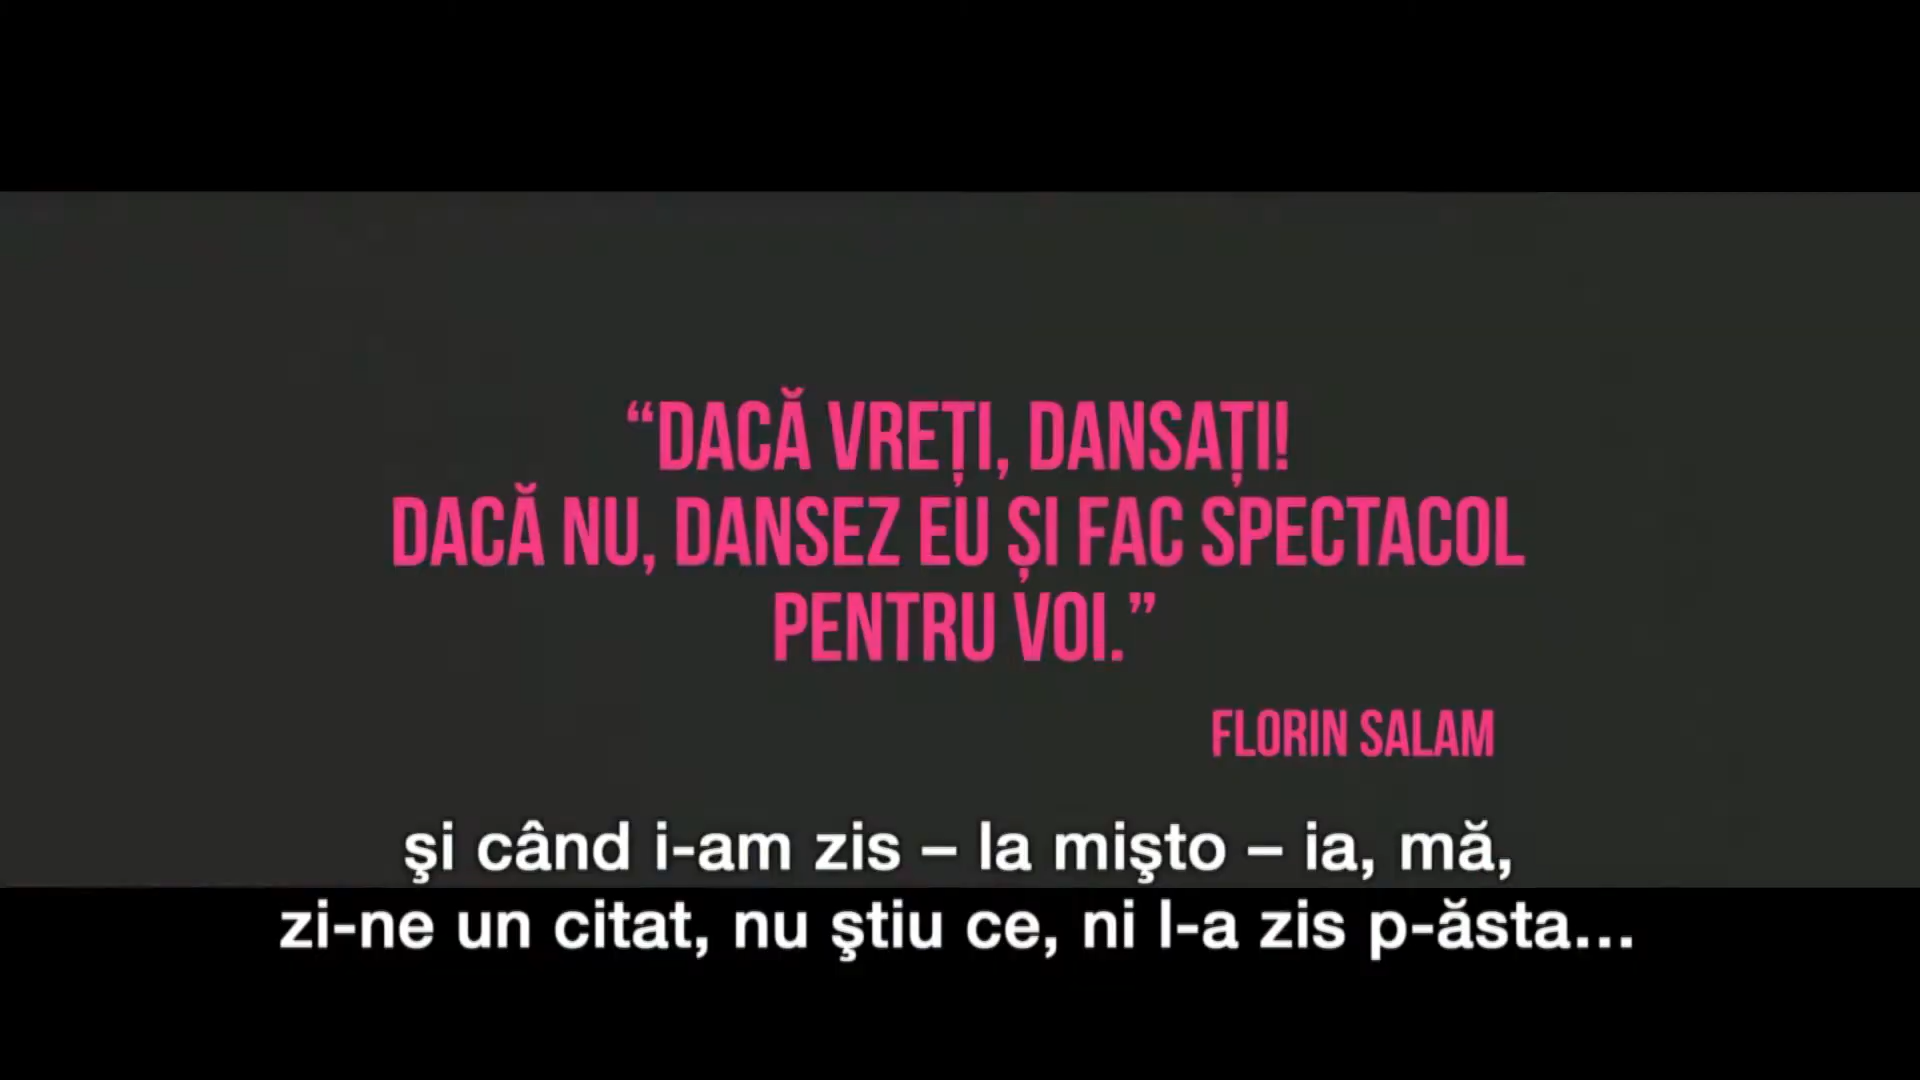 “DACĂ VREȚI, DANSAȚI!
DACĂ NU, DANSEZ EU ȘI FAC SPECTACOL
PENTRU VOI.”
FLORIN SALAM
şi când i-am zis – la mişto – ia, mă,
zi-ne un citat, nu ştiu ce, ni l-a zis p-ăsta...